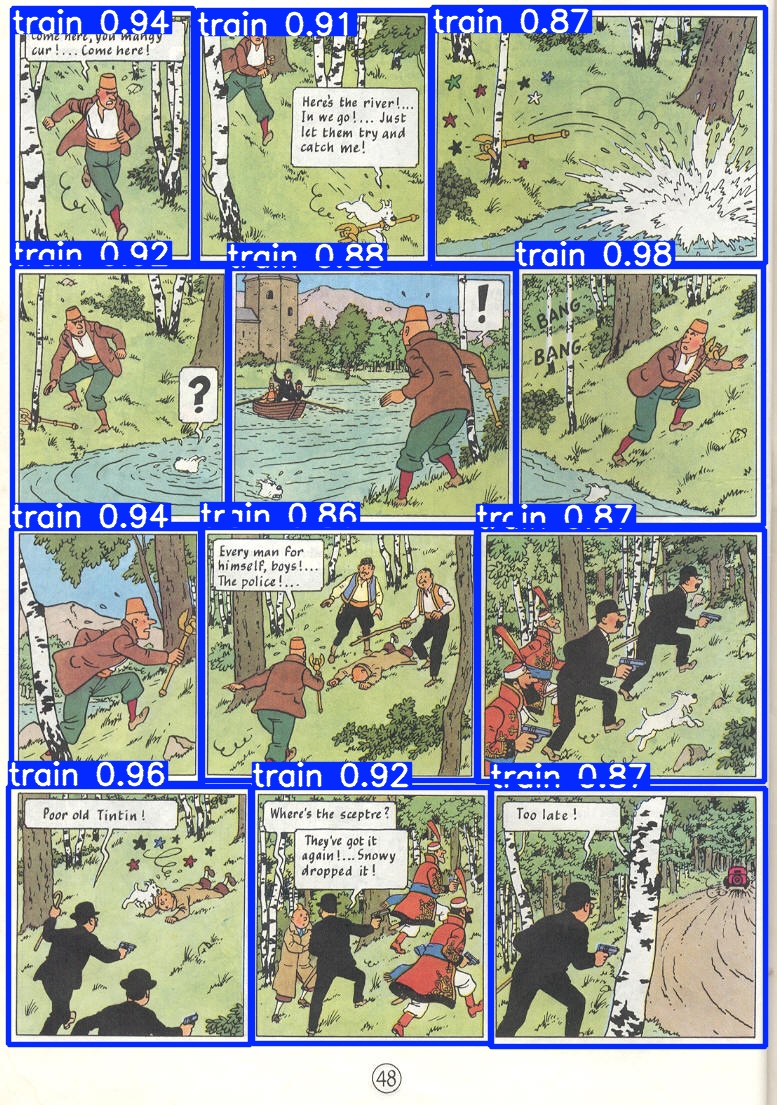 train 0.94
train 0.91
train 0.87
Come here, you mangy
cur!... Come here!
Here's the river!...
In we go!... Just
let them try and
catch me!
train 0.92
train 0.88
train 0.98
?
!
BANG
BANG
train 0.94
train 0.86
train 0.87
Every man for
himself, boys!...
The police!...
train 0.96
train 0.92
train 0.87
Poor old Tintin!
Where's the sceptre?
They've got it
again!... Snowy
dropped it!
Too late!
48